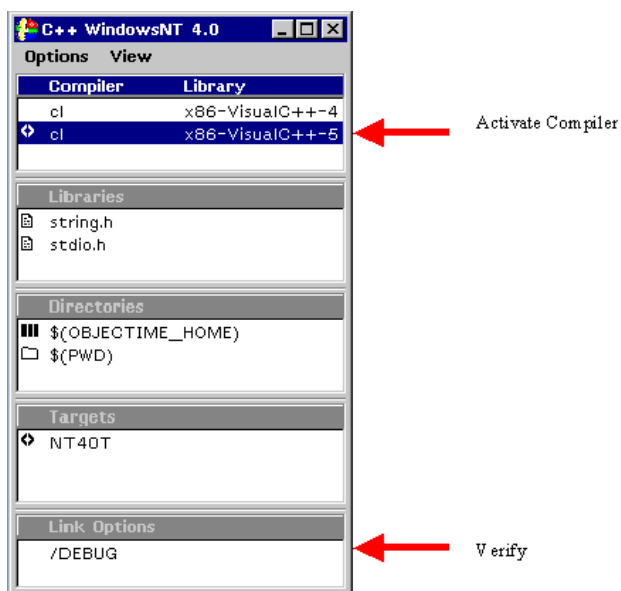 C++ WindowsNT 4.0
Options View
Compiler Library
cl x86-VisualC++-4
cl x86-VisualC++-5
Activate Compiler
Libraries
string.h
stdio.h
Directories
$(OBJECTIME_HOME)
$(PWD)
Targets
NT40T
Link Options
/DEBUG
Verify